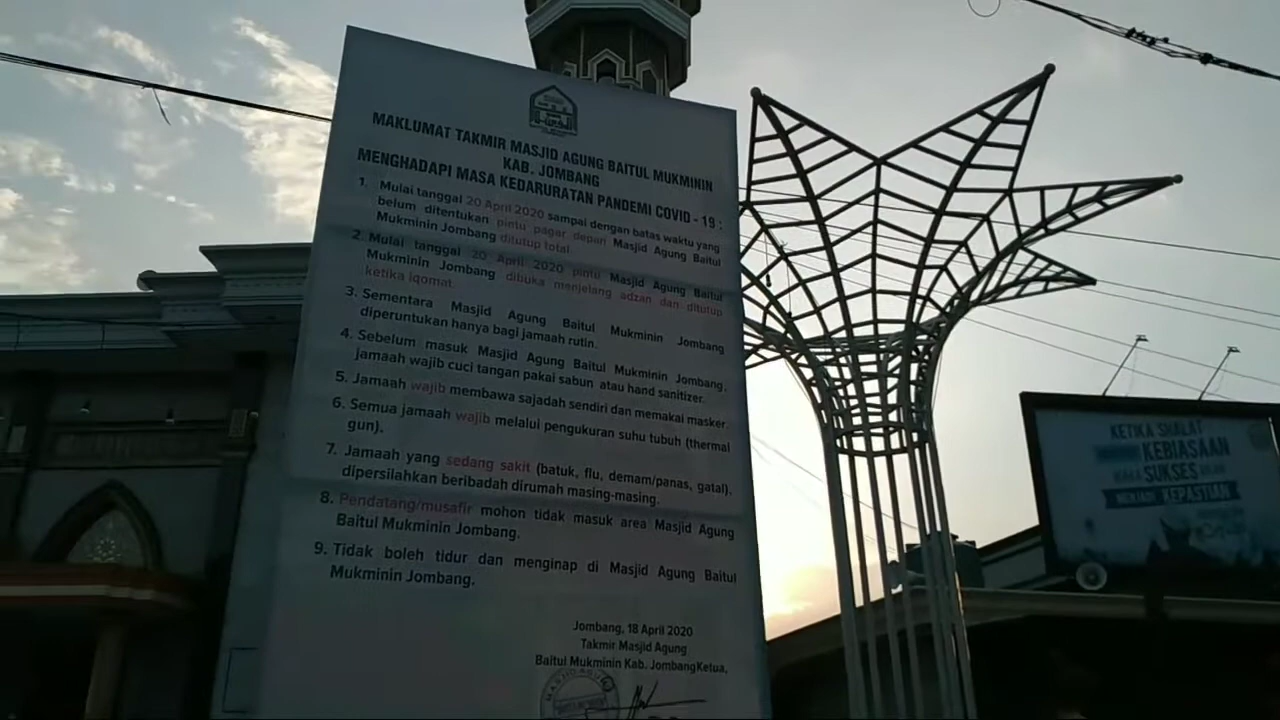 MAKLUMAT TAKMIR MASJID AGUNG BAITUL MUKMININ
KAB. JOMBANG
MENGHADAPI MASA KEDARURATAN PANDEMI COVID - 19 :
1. Mulai tanggal 20 April 2020 sampai dengan batas waktu yang
belum ditentukan pintu pagar depan Masjid Agung Baitul
Mukminin Jombang ditutup total.
2. Mulai tanggal 20 April 2020 pintu Masjid Agung Baitul
Mukminin Jombang dibuka menjelang adzan dan ditutup
ketika iqomat.
3. Sementara Masjid Agung Baitul Mukminin Jombang
diperuntukan hanya bagi jamaah rutin.
4. Sebelum masuk Masjid Agung Baitul Mukminin Jombang,
jamaah wajib cuci tangan pakai sabun atau hand sanitizer.
5. Jamaah wajib membawa sajadah sendiri dan memakai masker
6. Semua jamaah wajib melalui pengukuran suhu tubuh (thermal
gun).
7. Jamaah yang sedang sakit (batuk, flu, demam/panas, gatal),
dipersilahkan beribadah dirumah masing-masing.
8. Pendatang/musafir mohon tidak masuk area Masjid Agung
Baitul Mukminin Jombang.
9. Tidak boleh tidur dan menginap di Masjid Agung Baitul
Mukminin Jombang.
Jombang, 18 April 2020
Takmir Masjid Agung
Baitul Mukminin Kab. JombangKetua,
KETIKA SHALAT
KEBIASAAN
SUKSES
MENJADI KEPASTIAN